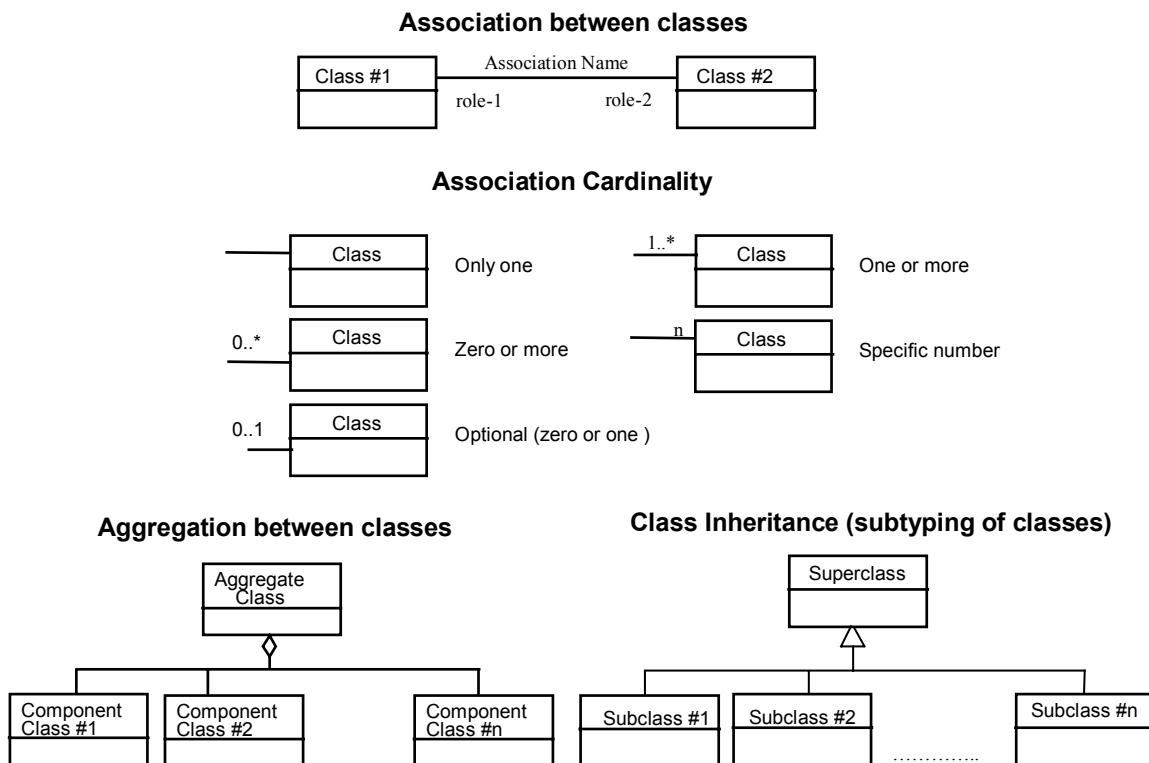 Association between classes
Class #1
Association Name
Class #2
role-1
role-2
Association Cardinality
Class
Only one
1..*
Class
One or more
0..*
Class
Zero or more
n
Class
Specific number
0..1
Class
Optional (zero or one )
Aggregation between classes
Aggregate
Class
Component
Class #1
Component
Class #2
Component
Class #n
Class Inheritance (subtyping of classes)
Superclass
Subclass #1
Subclass #2
Subclass #n
..............